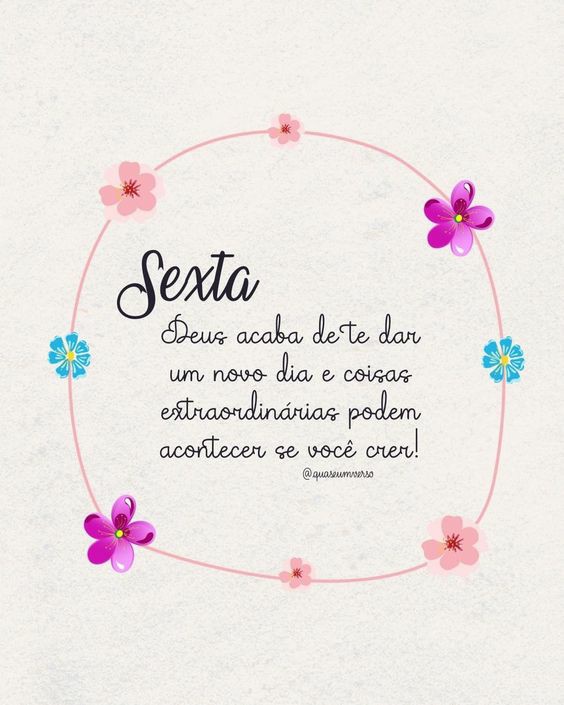 Sexta
Deus acaba de te dar
um novo dia e coisas
extraordinárias podem
acontecer se você crer!
@quaseumverso